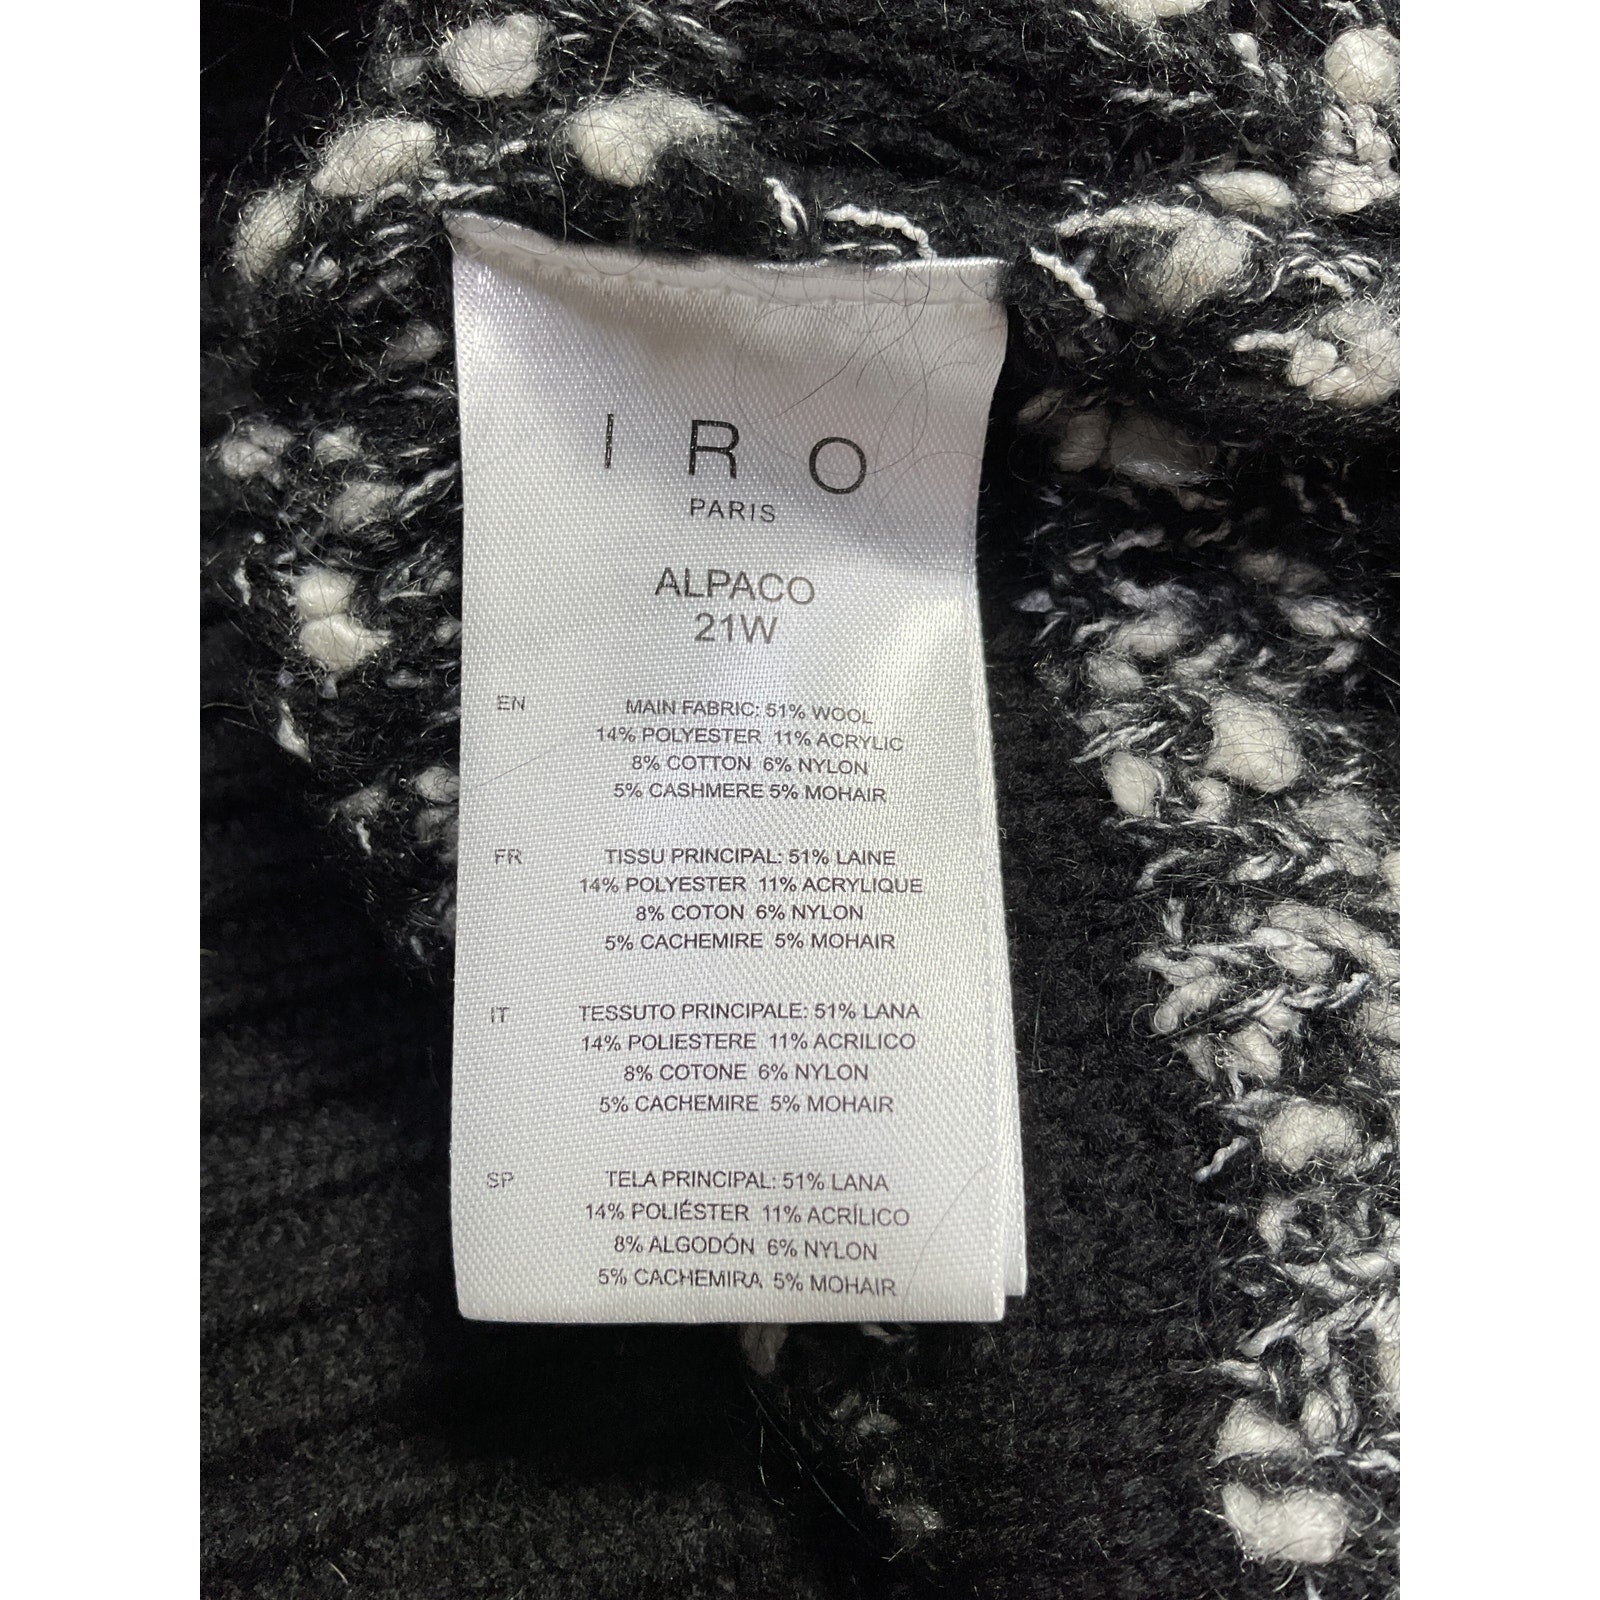 IRO
PARIS
ALPACO
21W
EN MAIN FABRIC: 51% WOOL
14% POLYESTER 11% ACRYLIC
8% COTTON 6% NYLON
5% CASHMERE 5% MOHAIR
FR TISSU PRINCIPAL: 51% LAINE
14% POLYESTER 11% ACRYLIQUE
8% COTON 6% NYLON
5% CACHEMIRE 5% MOHAIR
IT TESSUTO PRINCIPALE: 51% LANA
14% POLIESTERE 11% ACRILICO
8% COTONE 6% NYLON
5% CACHEMIRE 5% MOHAIR
SP TELA PRINCIPAL: 51% LANA
14% POLIÉSTER 11% ACRÍLICO
8% ALGODÓN 6% NYLON
5% CACHEMIRA 5% MOHAIR